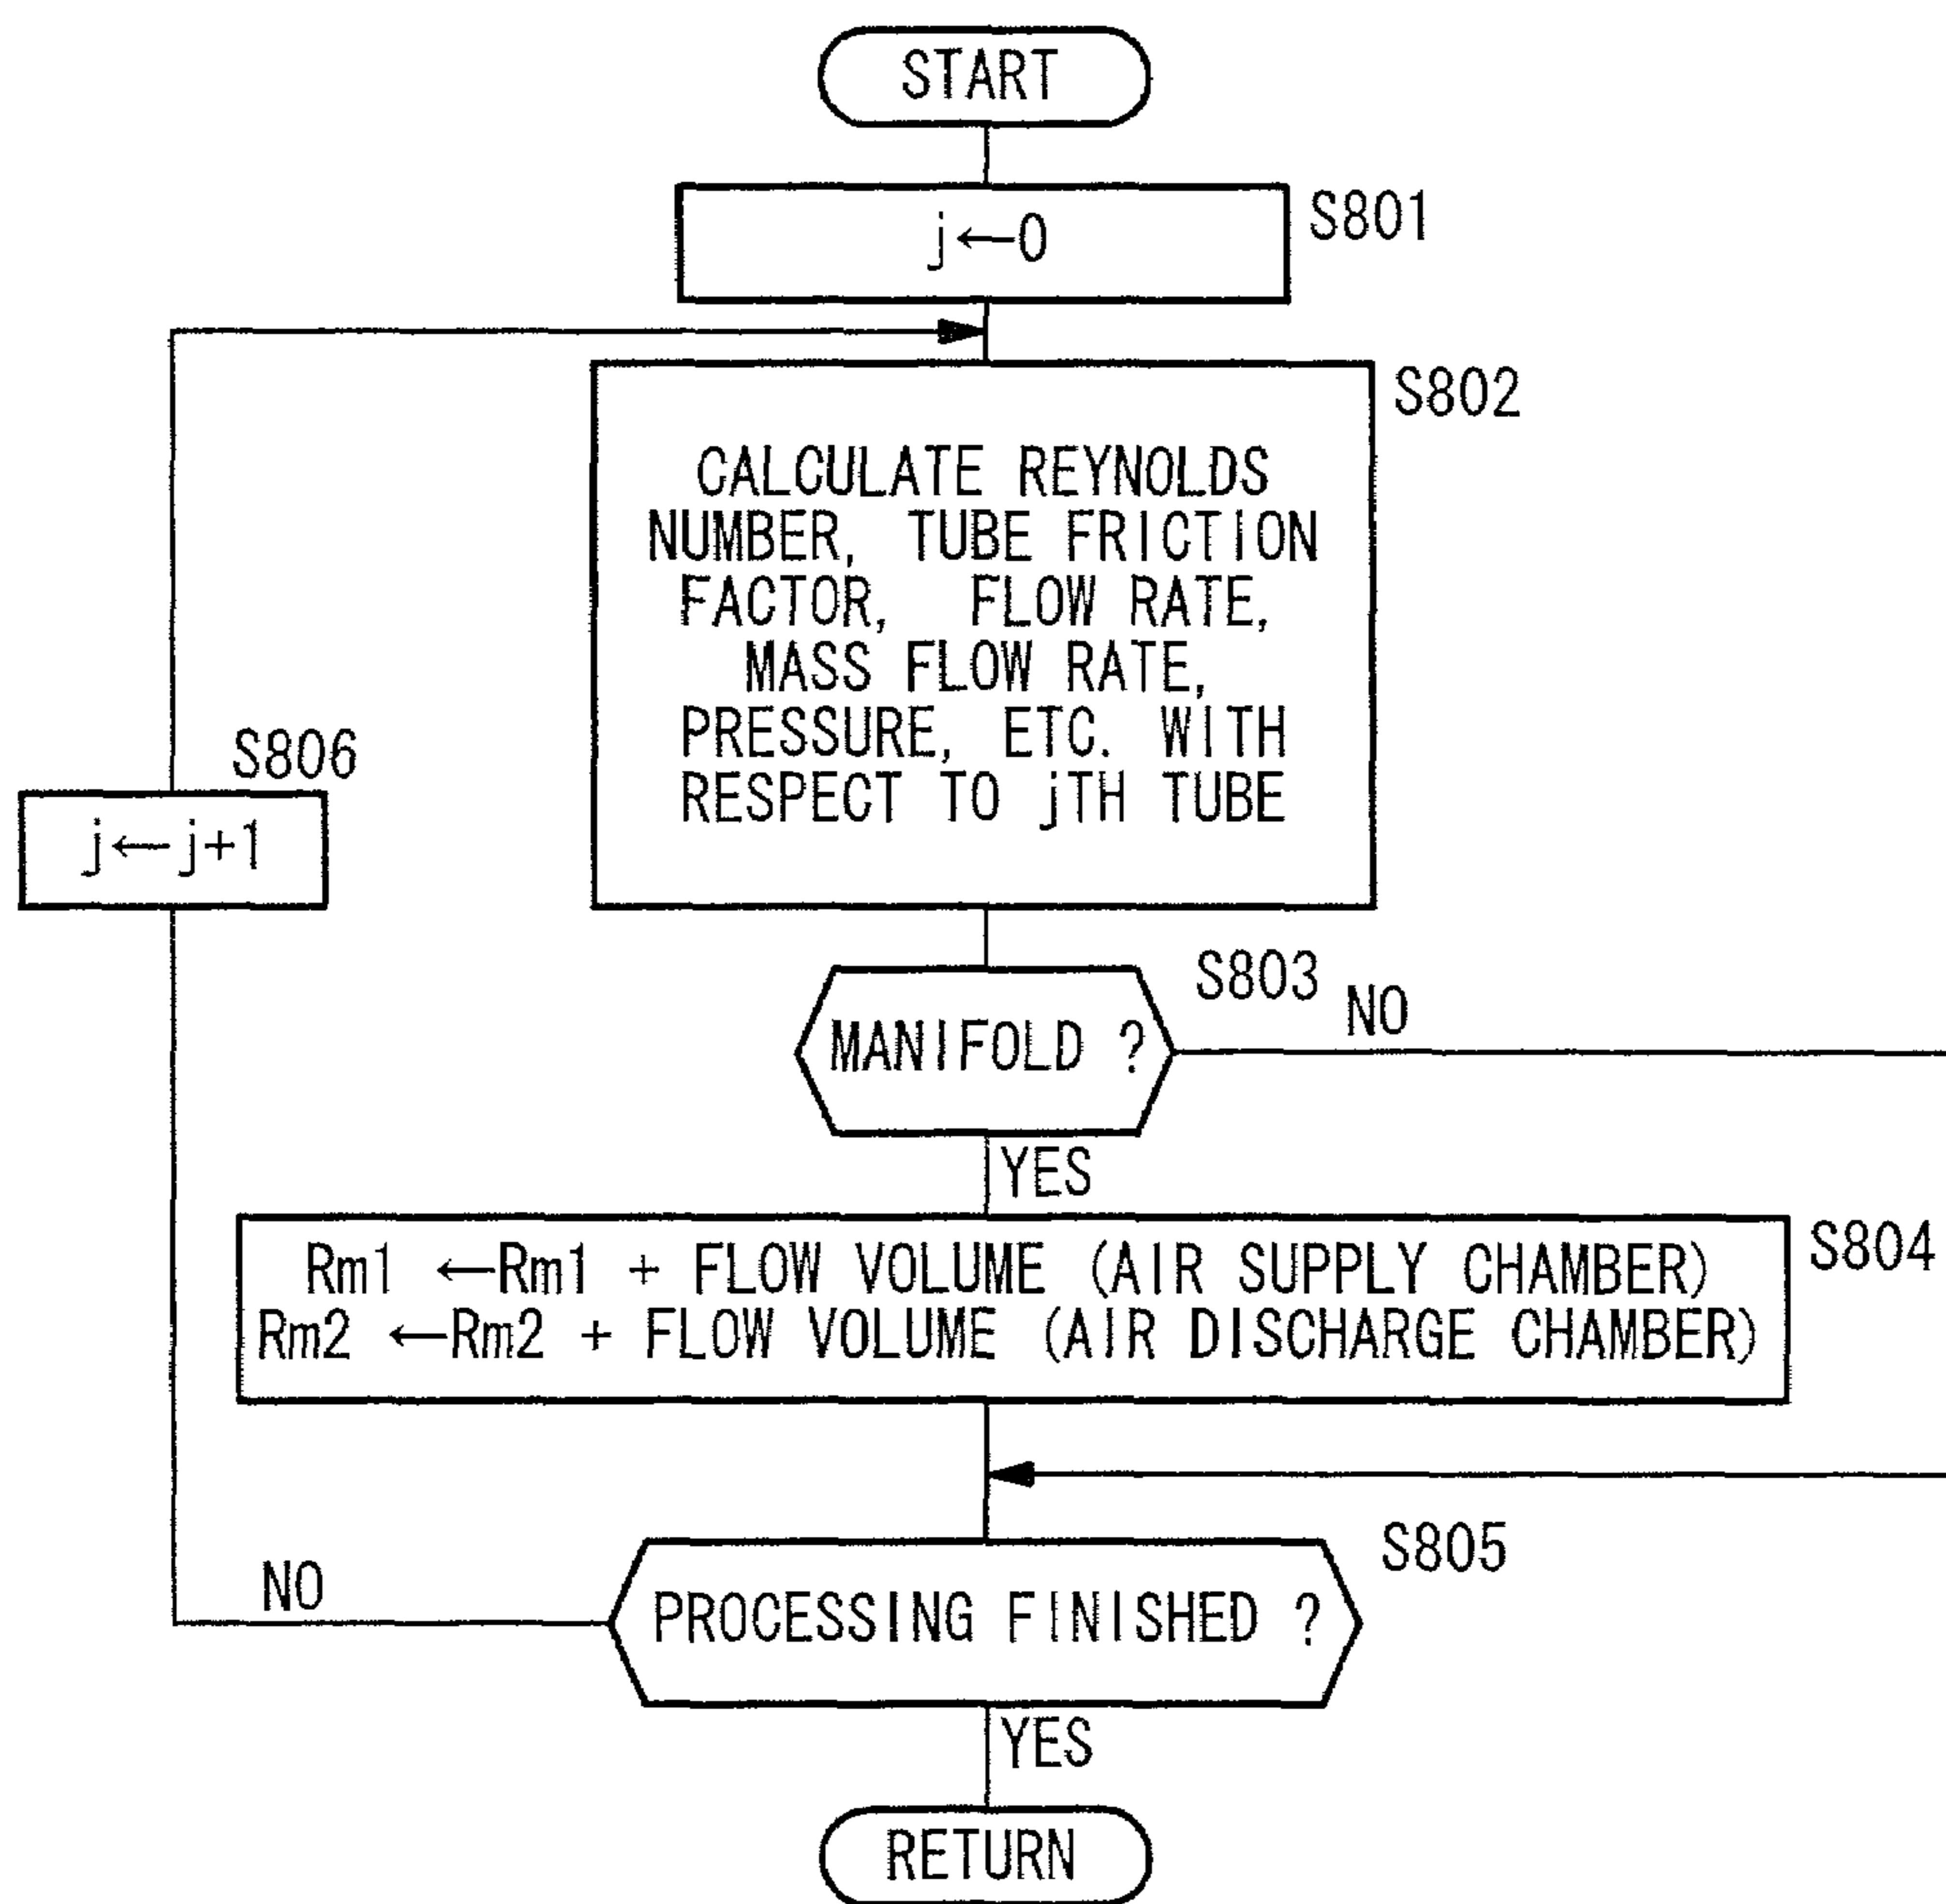 START
S801
j←0
S802
CALCULATE REYNOLDS
NUMBER, TUBE FRICTION
FACTOR, FLOW RATE,
MASS FLOW RATE,
PRESSURE, ETC. WITH
RESPECT TO jTH TUBE
S806
j←j+1
S803
MANIFOLD ?
NO
YES
S804
Rm1 ←Rm1 + FLOW VOLUME (AIR SUPPLY CHAMBER)
Rm2 ←Rm2 + FLOW VOLUME (AIR DISCHARGE CHAMBER)
S805
NO
PROCESSING FINISHED ?
YES
RETURN